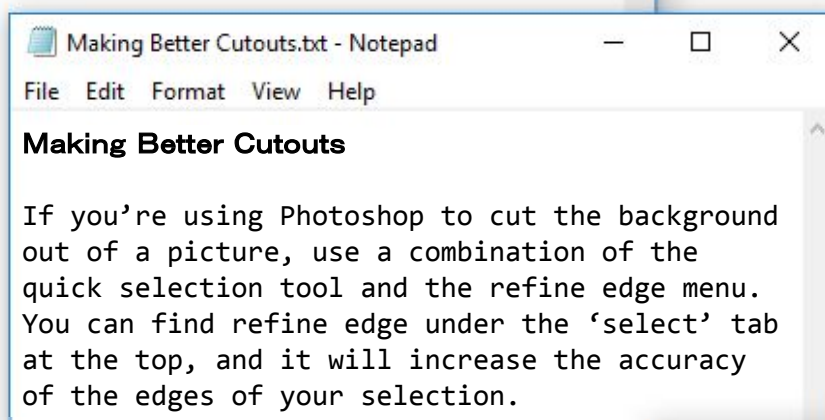 Making Better Cutouts.txt - Notepad
File Edit Format View Help
Making Better Cutouts
If you’re using Photoshop to cut the background
out of a picture, use a combination of the
quick selection tool and the refine edge menu.
You can find refine edge under the ‘select’ tab
at the top, and it will increase the accuracy
of the edges of your selection.